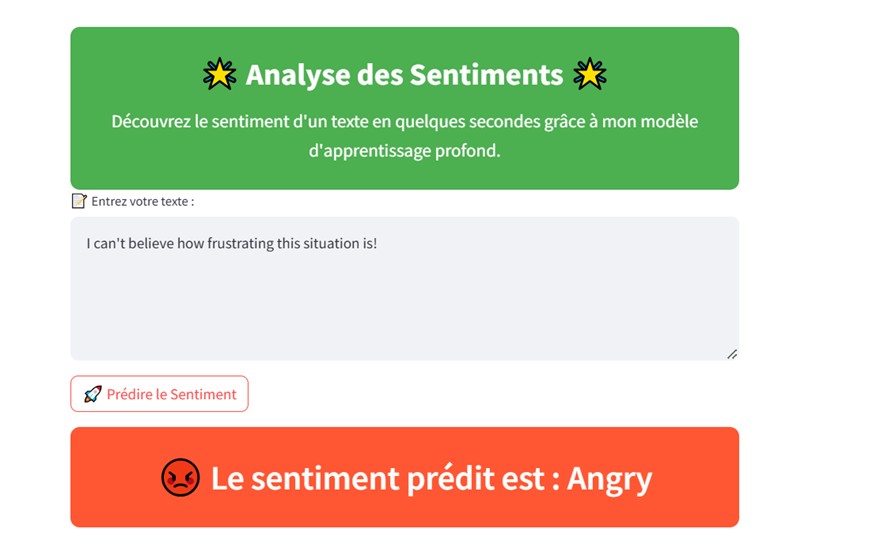 Analyse des Sentiments
Découvrez le sentiment d'un texte en quelques secondes grâce à mon modèle
d'apprentissage profond.
Entrez votre texte :
I can't believe how frustrating this situation is!
Prédire le Sentiment
Le sentiment prédit est : Angry